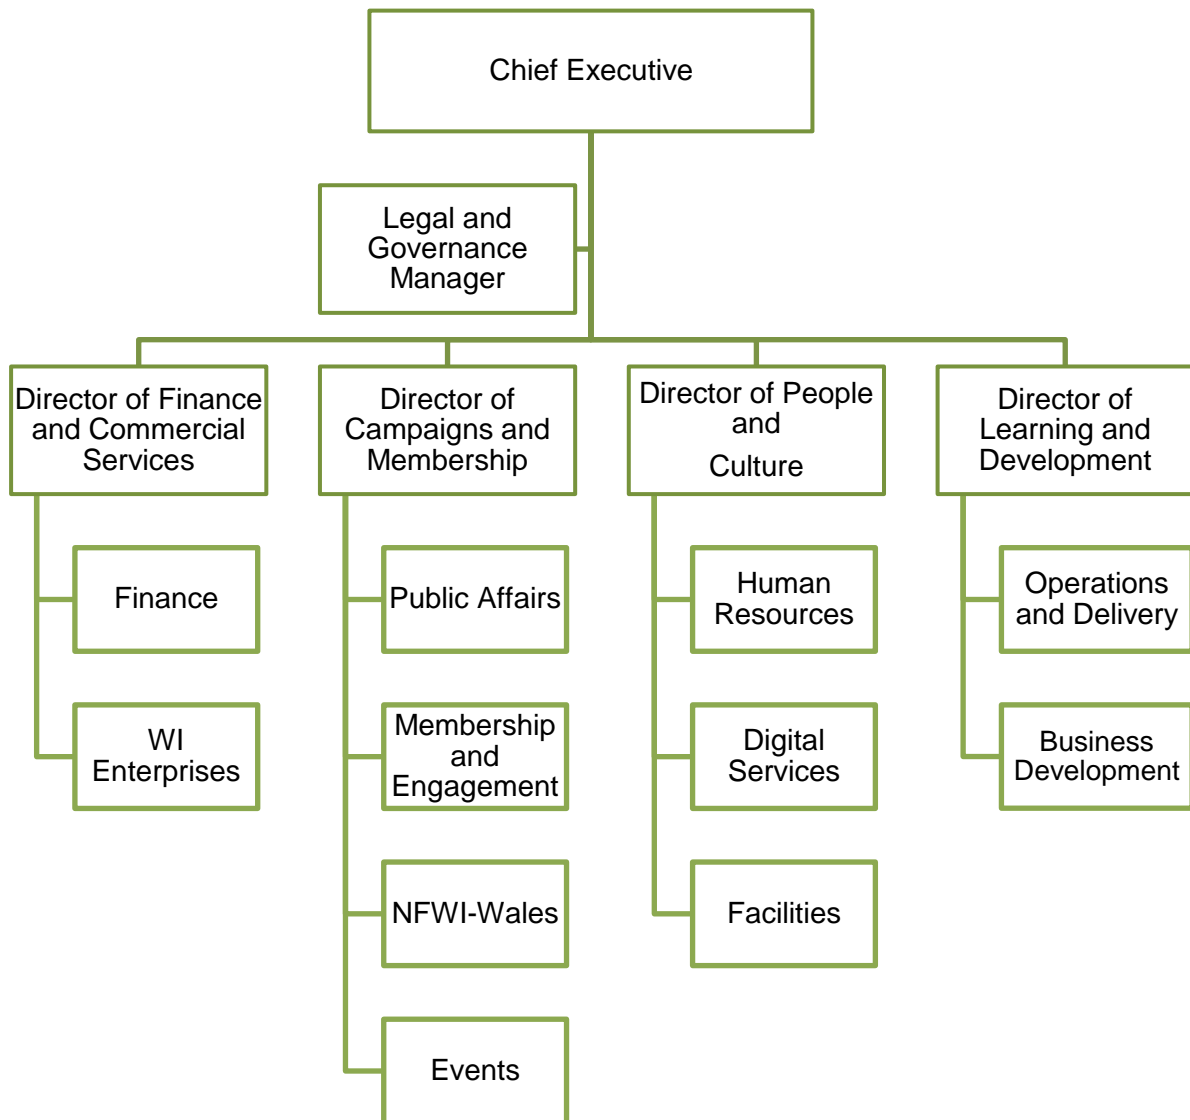 Chief Executive
Legal and
Governance
Manager
Director of Finance
and Commercial
Services
Director of
Campaigns and
Membership
Director of People
and
Culture
Director of
Learning and
Development
Finance
Public Affairs
Human
Resources
Operations
and Delivery
WI
Enterprises
Membership
and
Engagement
Digital
Services
Business
Development
NFWI-Wales
Facilities
Events